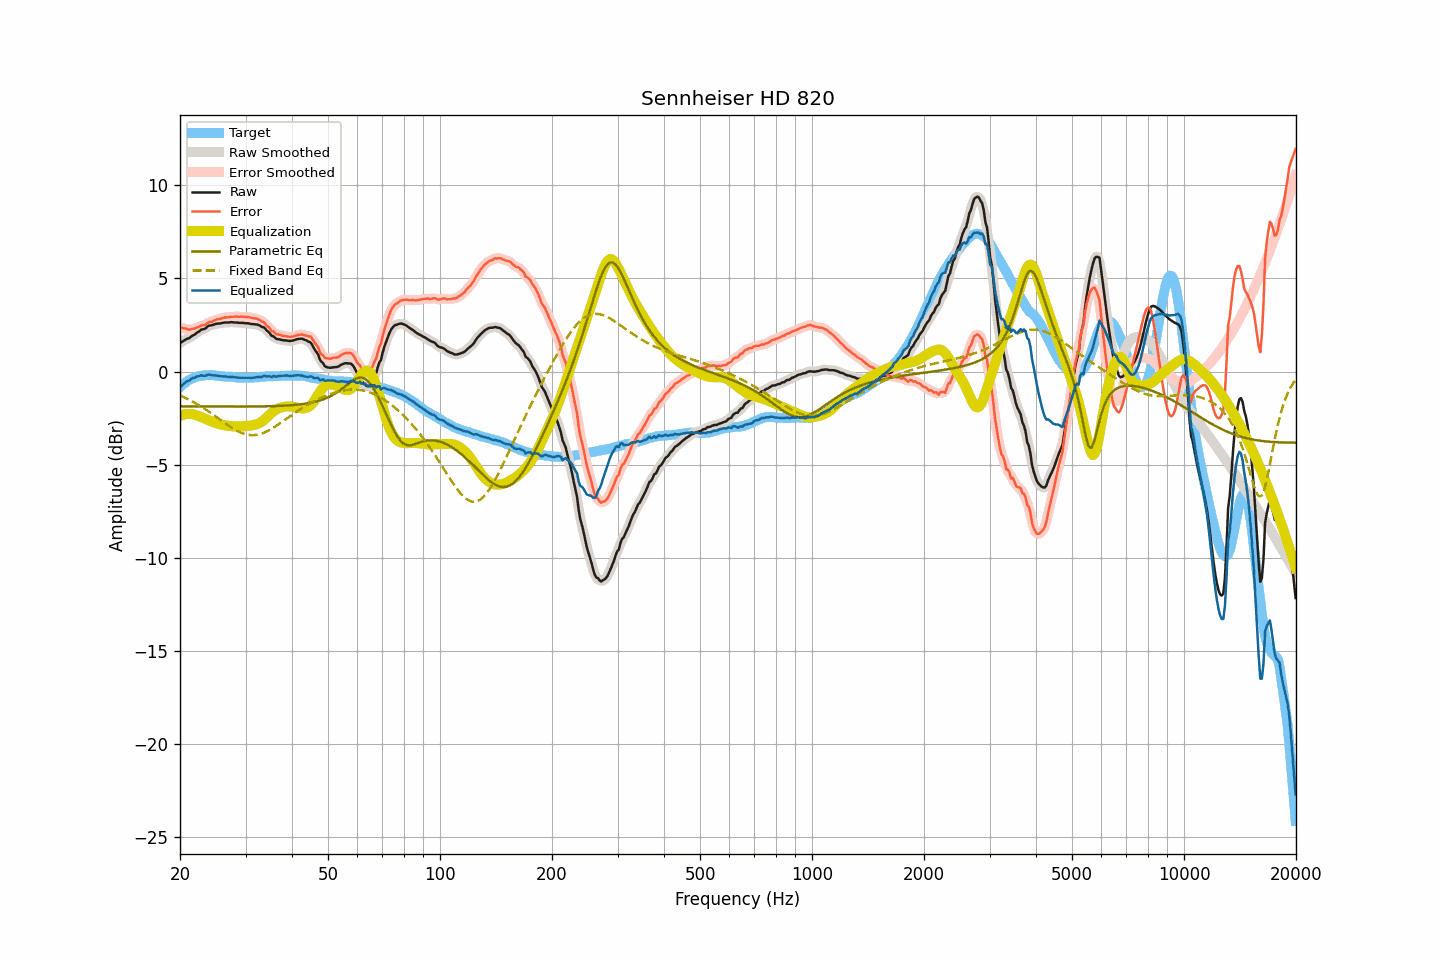 Sennheiser HD 820
Target
Raw Smoothed
Error Smoothed
Raw
Error
Equalization
Parametric Eq
Fixed Band Eq
Equalized
10
5
0
−5
−10
−15
−20
−25
Amplitude (dBr)
20 50 100 200 500 1000 2000 5000 10000 20000
Frequency (Hz)